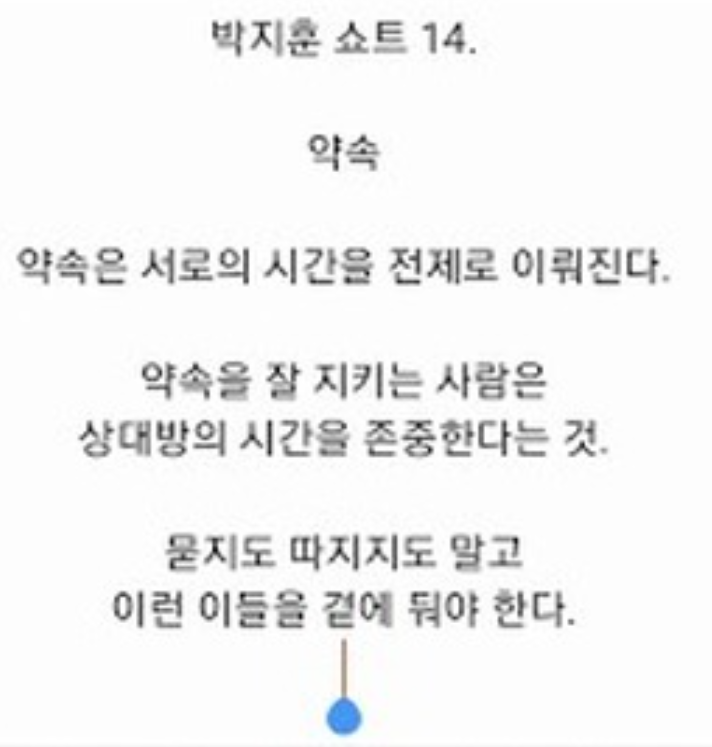 박지훈 쇼트 14.
약속
약속은 서로의 시간을 전제로 이뤄진다.
약속을 잘 지키는 사람은
상대방의 시간을 존중한다는 것.
묻지도 따지지도 말고
이런 이들을 곁에 둬야 한다.